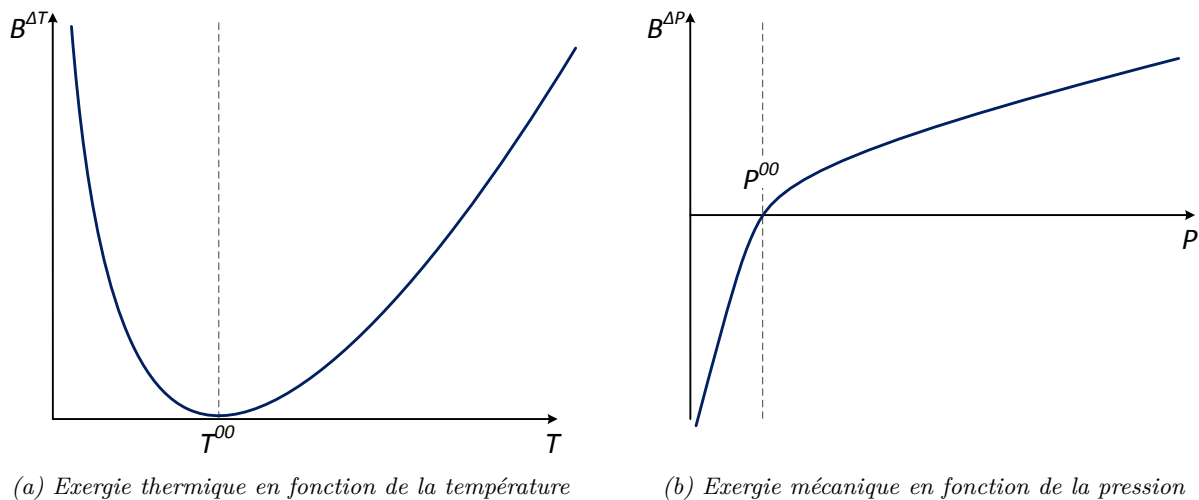 B^ΔT
T^00
T
(a) Exergie thermique en fonction de la température
B^ΔP
P^00
P
(b) Exergie mécanique en fonction de la pression